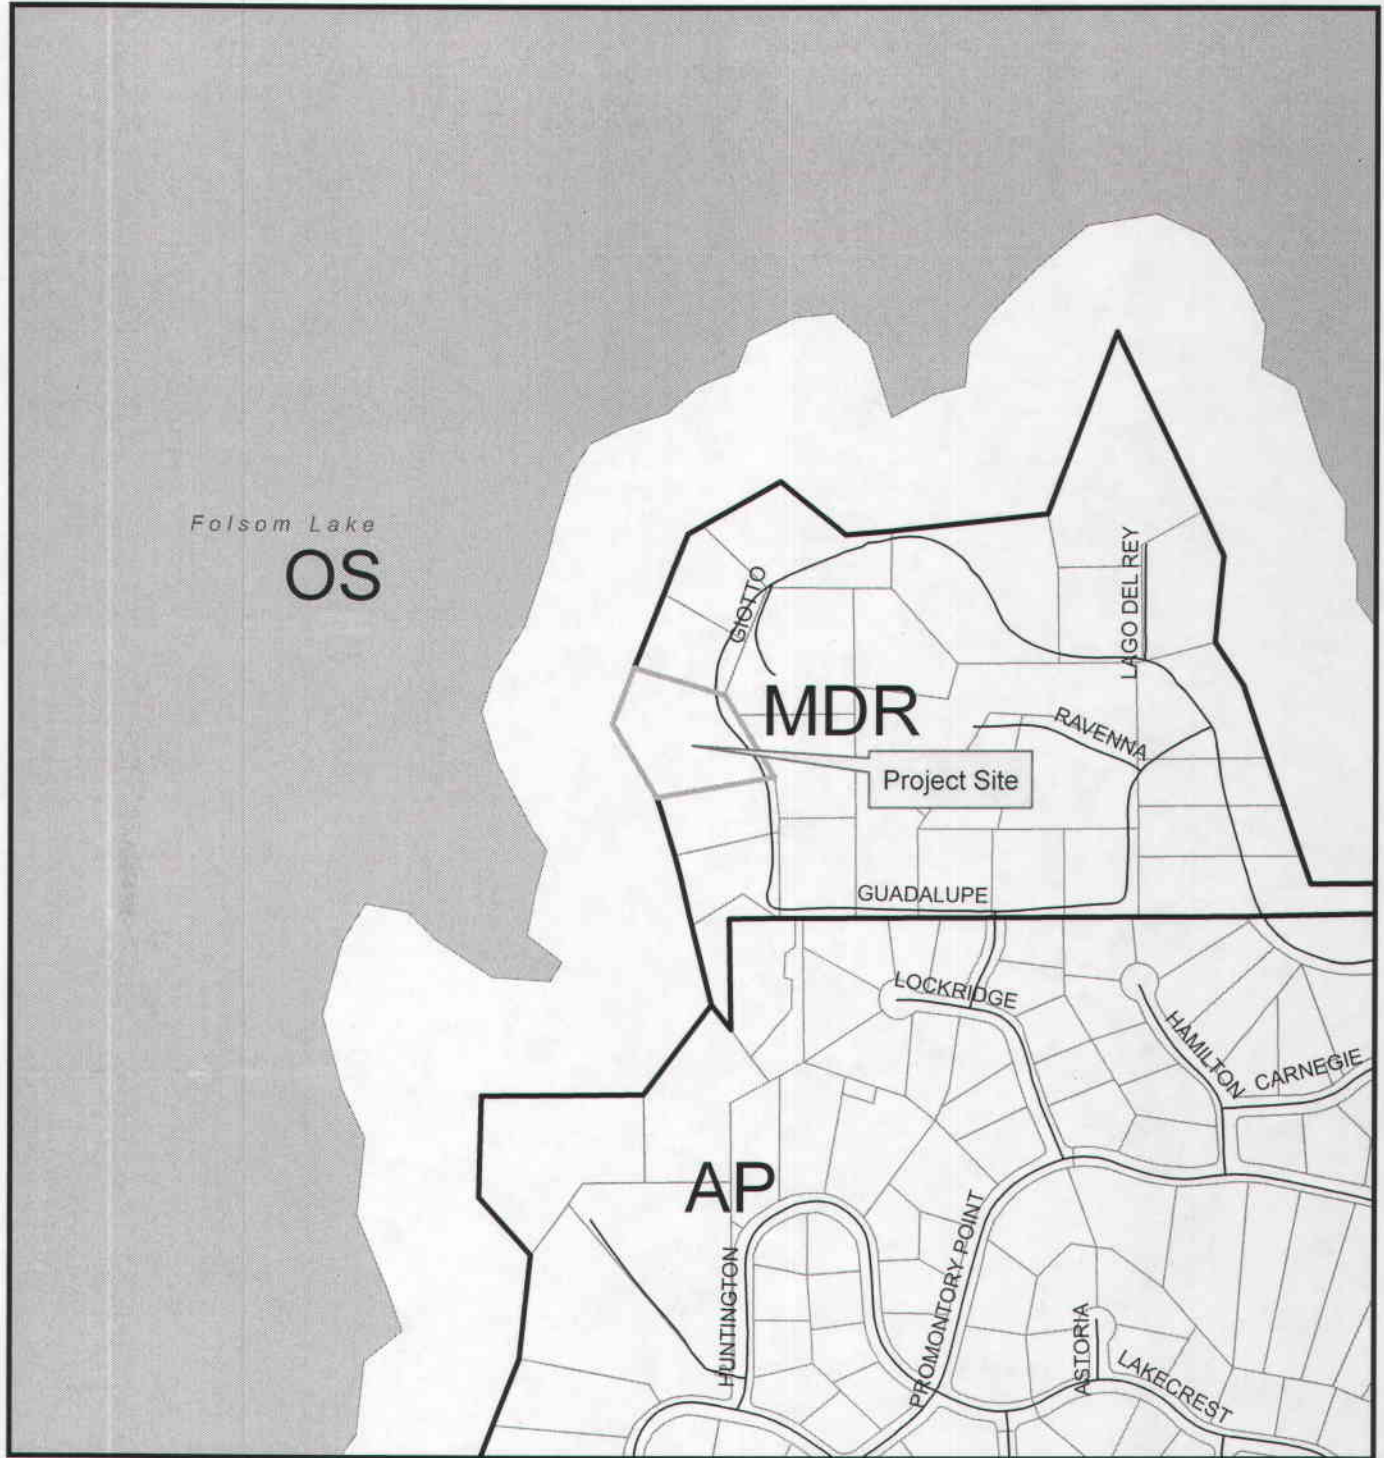 Folsom Lake
OS
GIOTTO
LAGO DEL REY
MDR
RAVENNA
Project Site
GUADALUPE
LOCKRIDGE
HAMILTON
CARNEGIE
AP
HUNTINGTON
PROMONTORY POINT
ASTORIA
LAKECREST